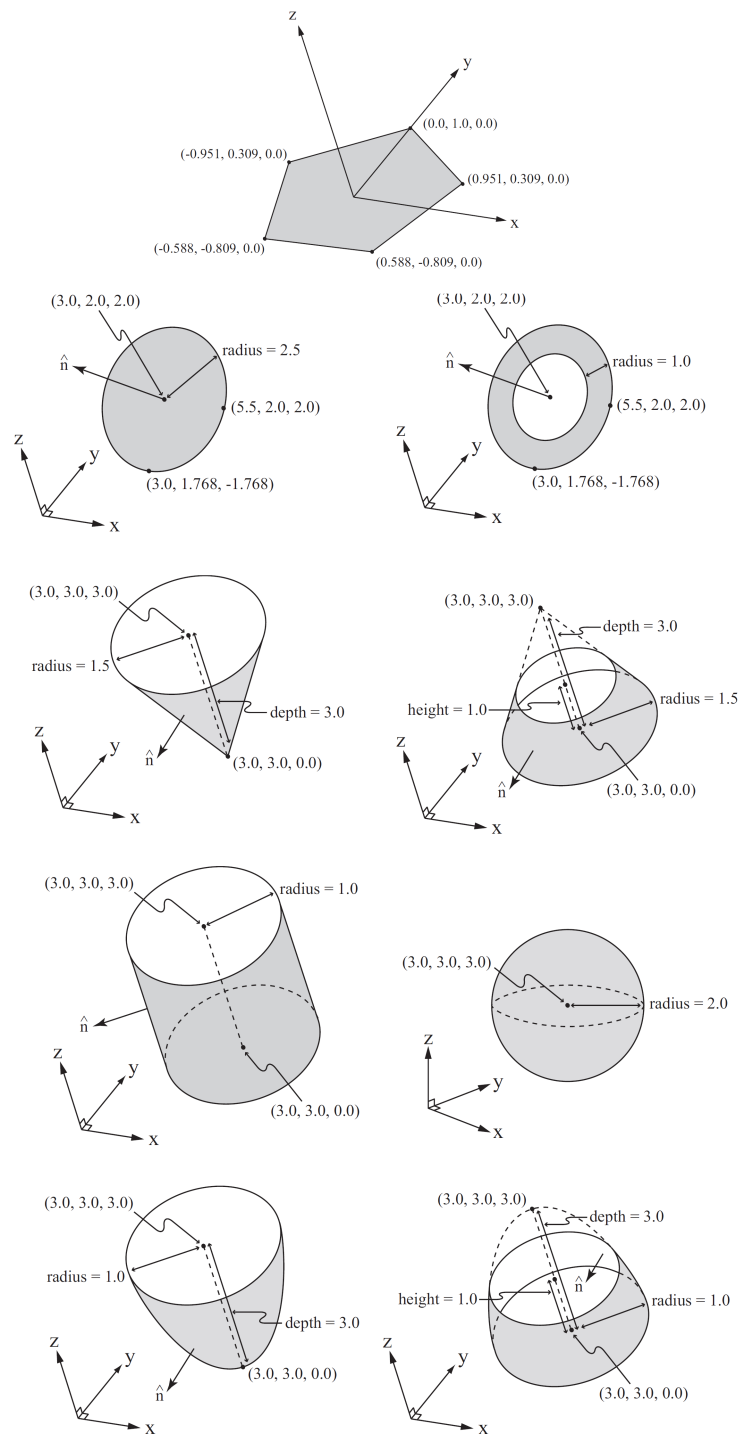 z
y
(0.0, 1.0, 0.0)
(-0.951, 0.309, 0.0)
(0.951, 0.309, 0.0)
x
(-0.588, -0.809, 0.0)
(0.588, -0.809, 0.0)
(3.0, 2.0, 2.0)
radius = 2.5
n̂
(5.5, 2.0, 2.0)
z
y
(3.0, 1.768, -1.768)
x
(3.0, 2.0, 2.0)
n̂
radius = 1.0
(5.5, 2.0, 2.0)
z
y
(3.0, 1.768, -1.768)
x
(3.0, 3.0, 3.0)
radius = 1.5
depth = 3.0
z
y
n̂
(3.0, 3.0, 0.0)
x
(3.0, 3.0, 3.0)
depth = 3.0
height = 1.0
radius = 1.5
z
y
n̂
(3.0, 3.0, 0.0)
x
(3.0, 3.0, 3.0)
radius = 1.0
n̂
z
y
(3.0, 3.0, 0.0)
x
(3.0, 3.0, 3.0)
radius = 2.0
z
y
x
(3.0, 3.0, 3.0)
radius = 1.0
depth = 3.0
z
y
n̂
(3.0, 3.0, 0.0)
x
(3.0, 3.0, 3.0)
depth = 3.0
n̂
height = 1.0
radius = 1.0
z
y
(3.0, 3.0, 0.0)
x